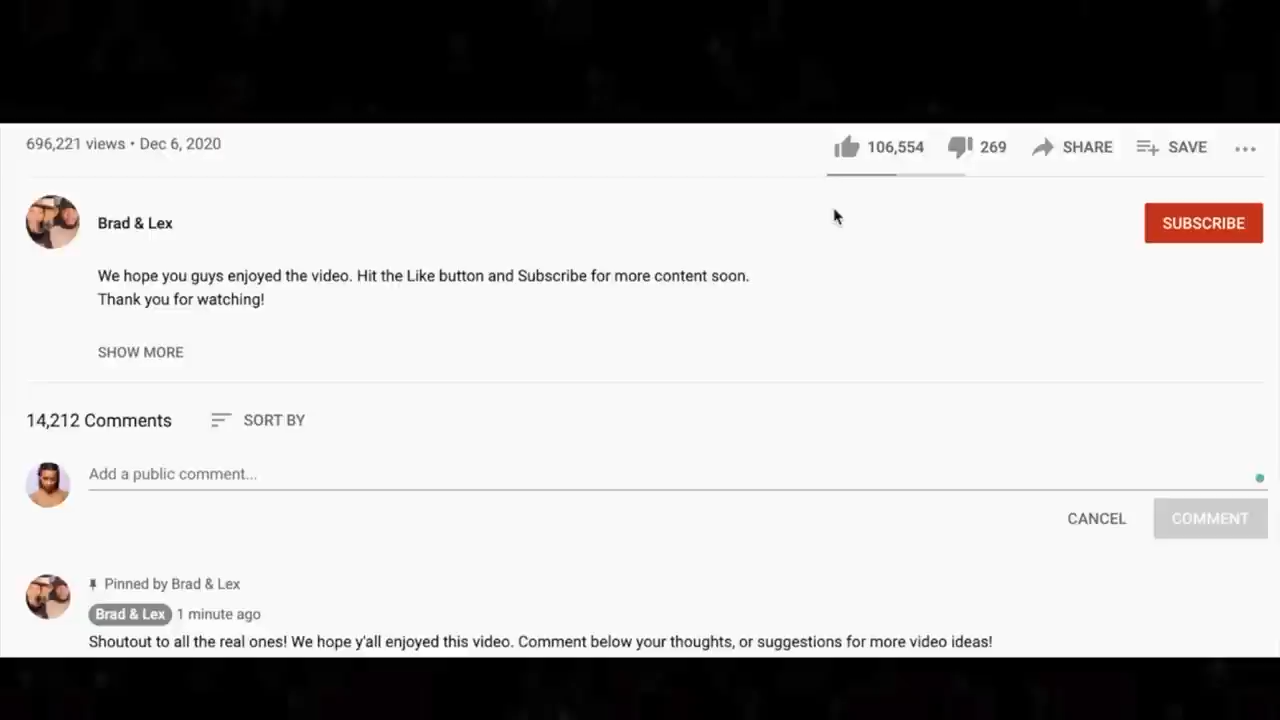 696,221 views • Dec 6, 2020
106,554 269 SHARE SAVE
Brad & Lex
SUBSCRIBE
We hope you guys enjoyed the video. Hit the Like button and Subscribe for more content soon.
Thank you for watching!
SHOW MORE
14,212 Comments SORT BY
Add a public comment...
CANCEL COMMENT
Pinned by Brad & Lex
Brad & Lex 1 minute ago
Shoutout to all the real ones! We hope y'all enjoyed this video. Comment below your thoughts, or suggestions for more video ideas!